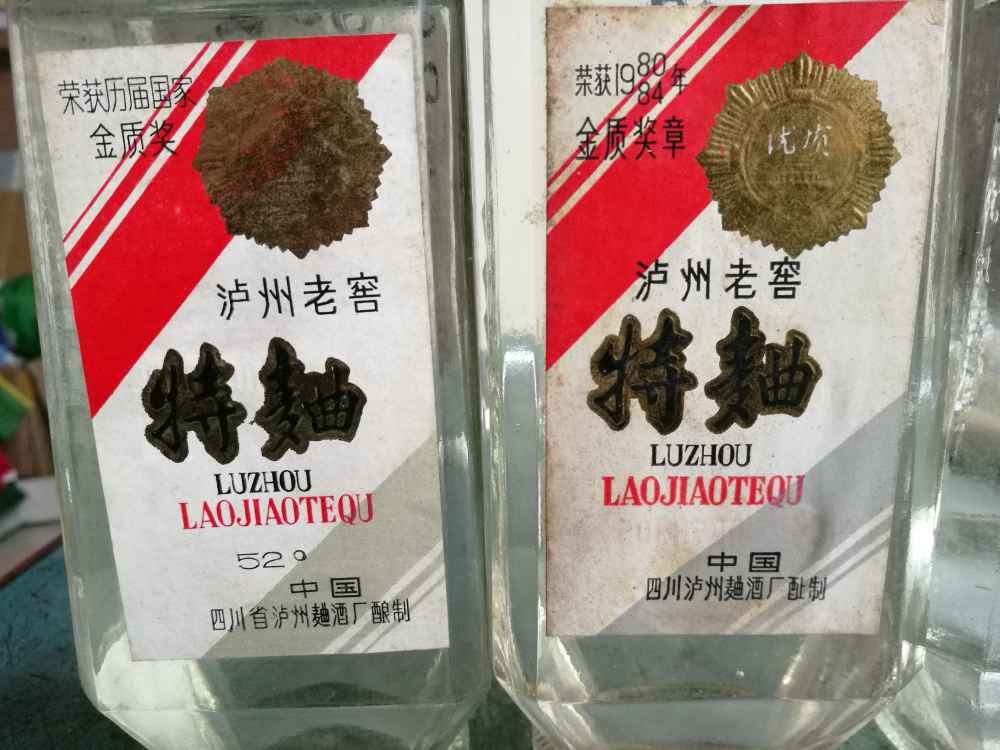 荣获历届国家
金质奖
泸州老窖
特麯
LUZHOU
LAOJIAOTEQU
52°
中国
四川省泸州麯酒厂酿制
荣获1980年
84
金质奖章
优质
泸州老窖
特麯
LUZHOU
LAOJIAOTEQU
中国
四川泸州麯酒厂酿制